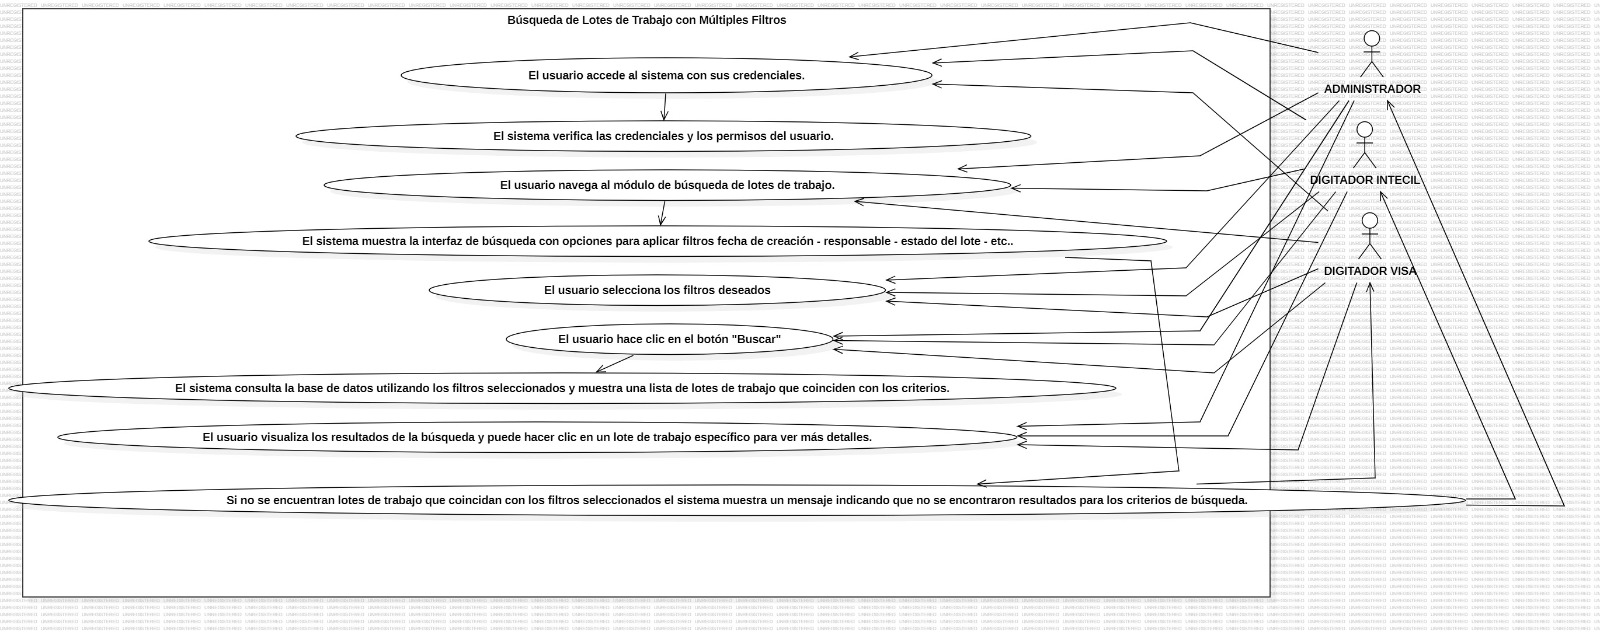 Búsqueda de Lotes de Trabajo con Múltiples Filtros
El usuario accede al sistema con sus credenciales.
ADMINISTRADOR
El sistema verifica las credenciales y los permisos del usuario.
DIGITADOR INTECIL
El usuario navega al módulo de búsqueda de lotes de trabajo.
El sistema muestra la interfaz de búsqueda con opciones para aplicar filtros fecha de creación - responsable - estado del lote - etc..
DIGITADOR VISA
El usuario selecciona los filtros deseados
El usuario hace clic en el botón "Buscar"
El sistema consulta la base de datos utilizando los filtros seleccionados y muestra una lista de lotes de trabajo que coinciden con los criterios.
El usuario visualiza los resultados de la búsqueda y puede hacer clic en un lote de trabajo específico para ver más detalles.
Si no se encuentran lotes de trabajo que coincidan con los filtros seleccionados el sistema muestra un mensaje indicando que no se encontraron resultados para los criterios de búsqueda.